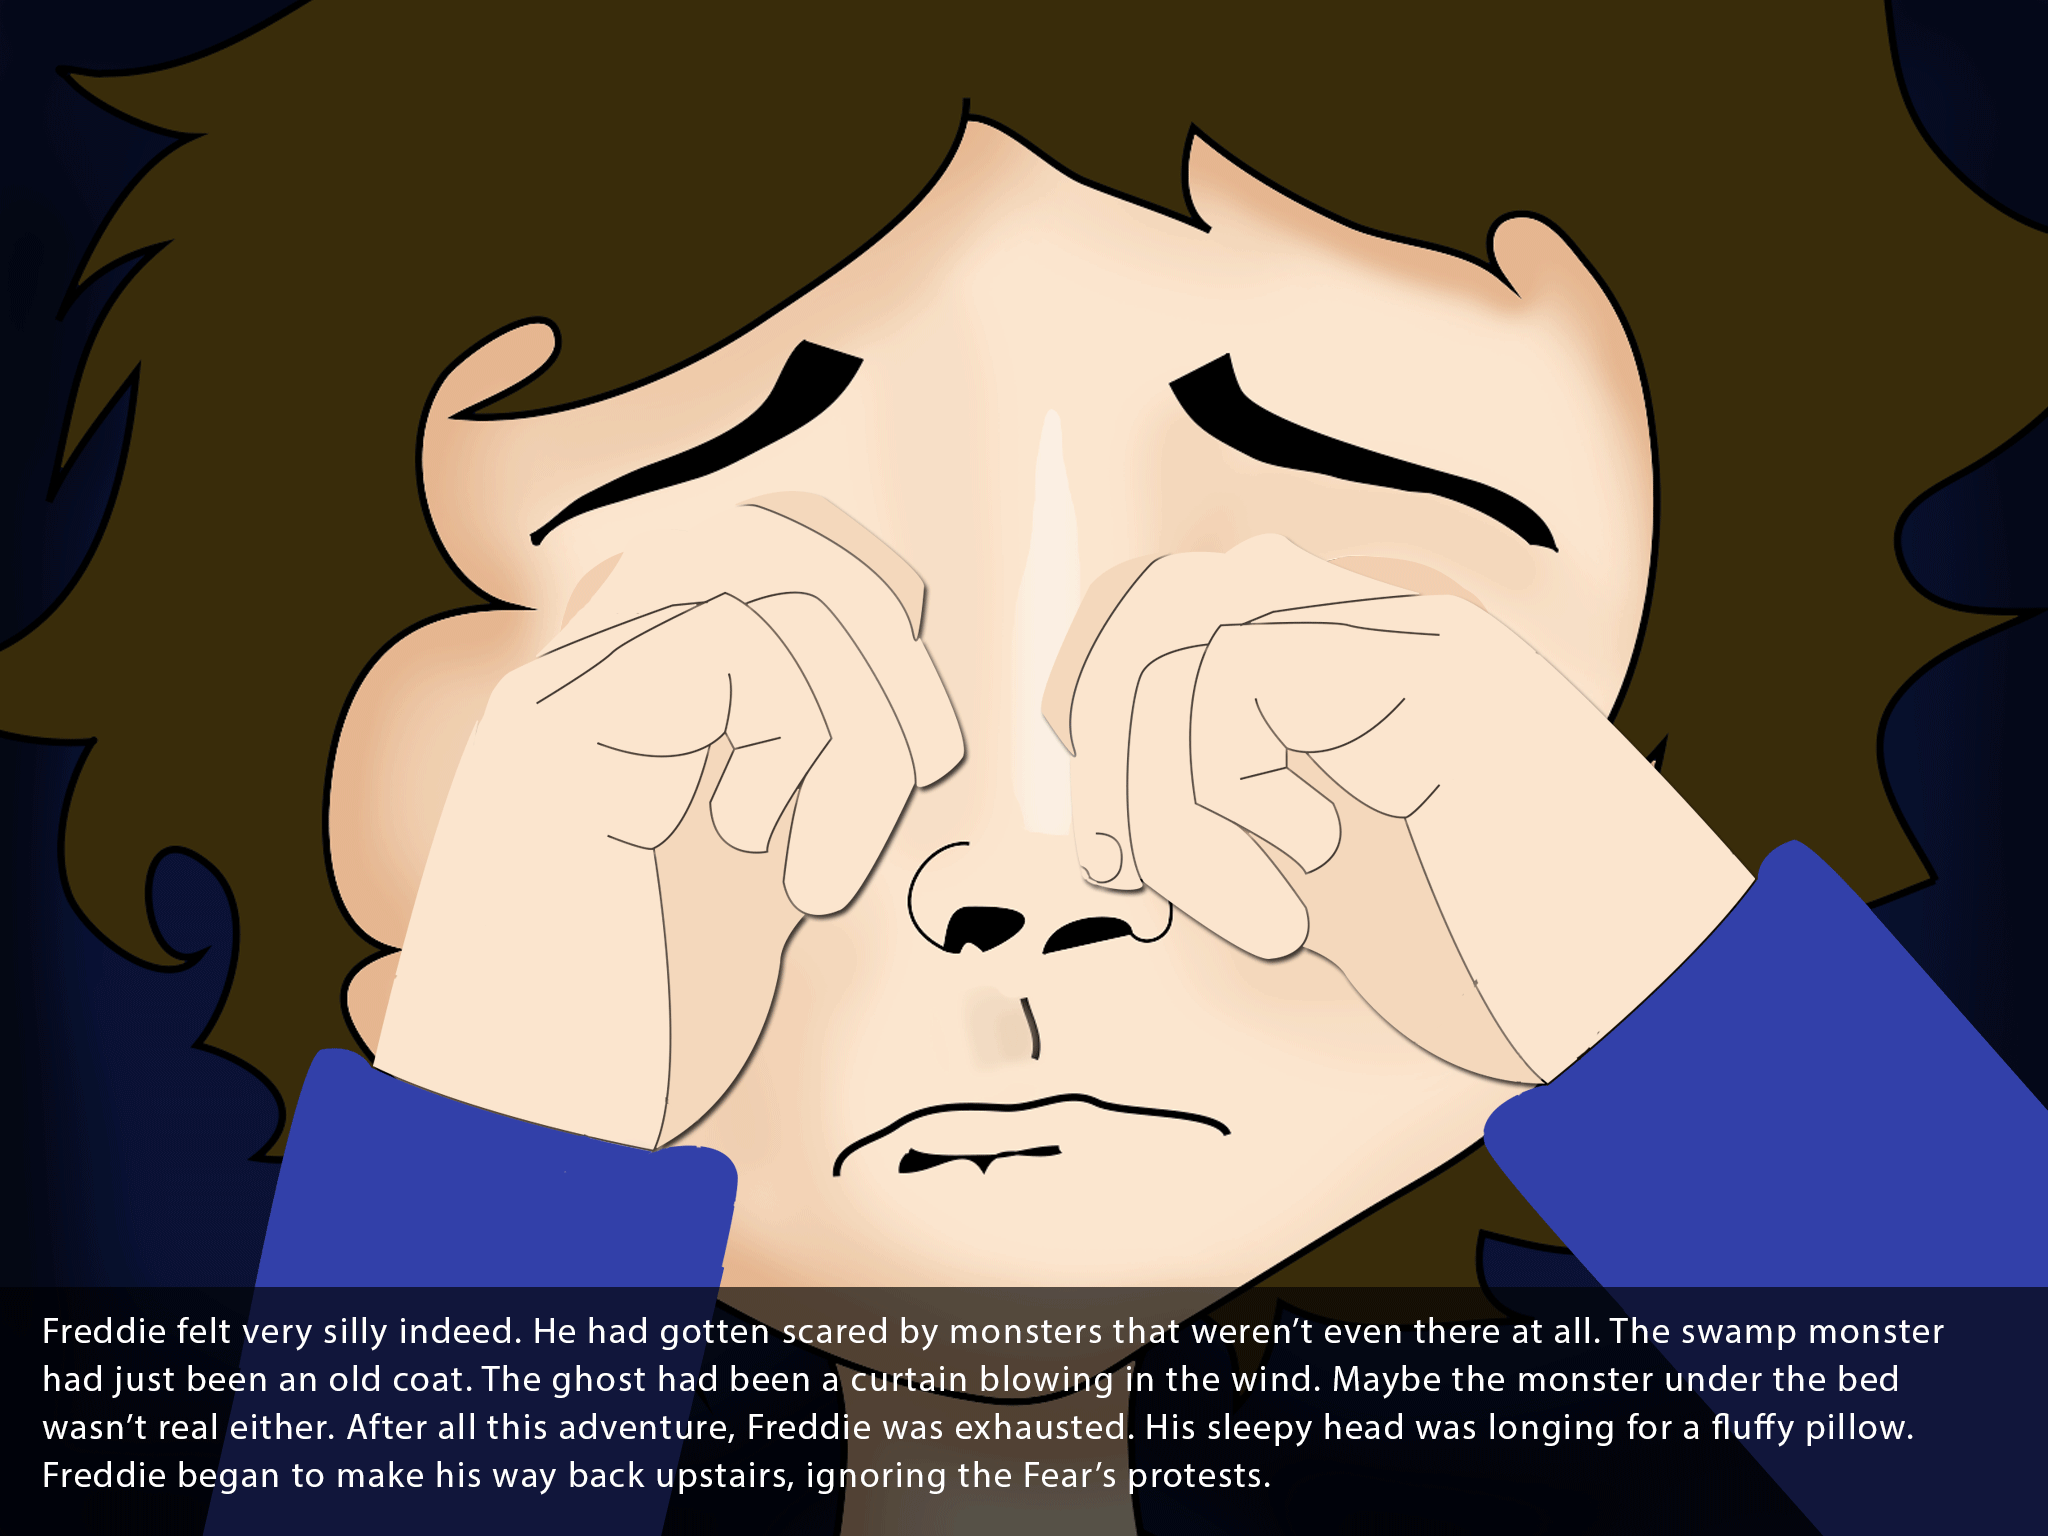 Freddie felt very silly indeed. He had gotten scared by monsters that weren’t even there at all. The swamp monster
had just been an old coat. The ghost had been a curtain blowing in the wind. Maybe the monster under the bed
wasn’t real either. After all this adventure, Freddie was exhausted. His sleepy head was longing for a fluffy pillow.
Freddie began to make his way back upstairs, ignoring the Fear’s protests.